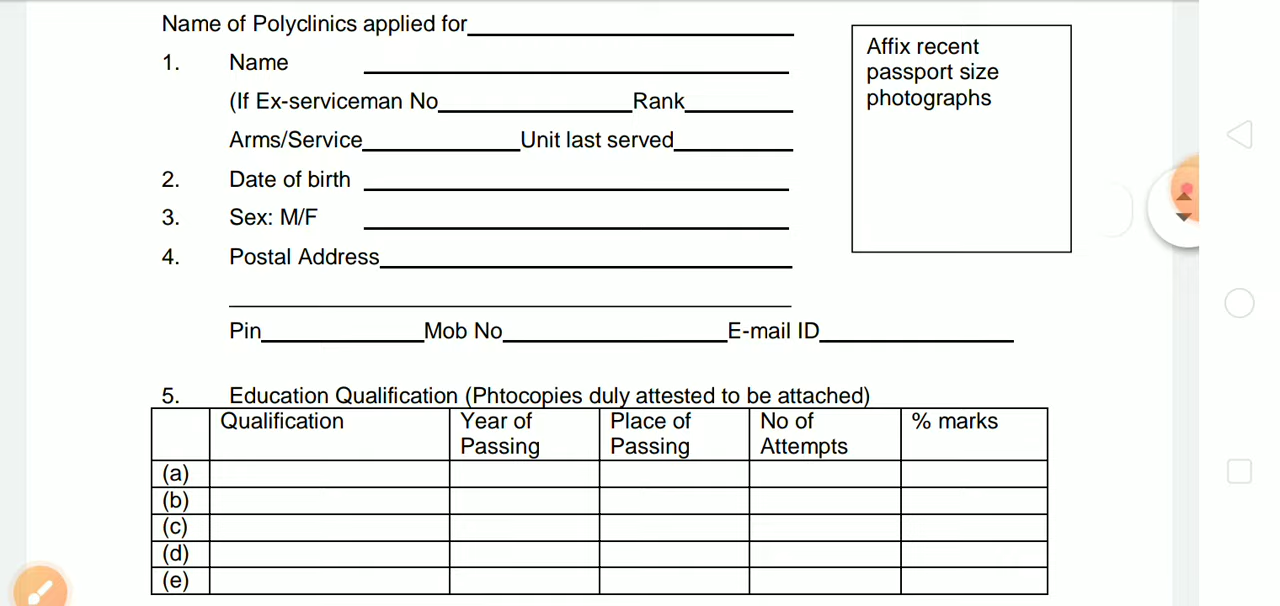 Name of Polyclinics applied for
Affix recent
passport size
photographs
1. Name
(If Ex-serviceman No Rank
Arms/Service Unit last served
2. Date of birth
3. Sex: M/F
4. Postal Address
Pin Mob No E-mail ID
5. Education Qualification (Phtocopies duly attested to be attached)
Qualification Year of Passing Place of Passing No of Attempts % marks
(a)
(b)
(c)
(d)
(e)